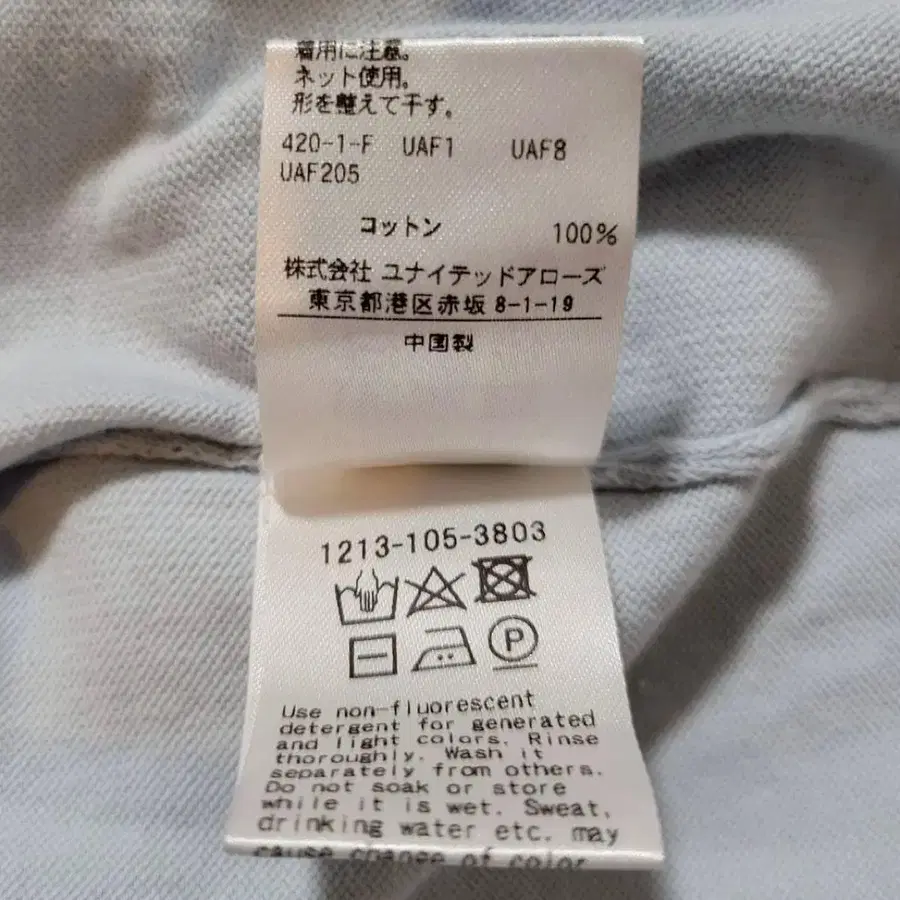 着用に注意。
ネット使用。
形を整えて干す。
420-1-F UAF1 UAF8
UAF205
コットン 100%
株式会社 ユナイテッドアローズ
東京都港区赤坂 8-1-19
中国製
1213-105-3803
P
Use non-fluorescent
detergent for generated
and light colors. Rinse
thoroughly. Wash it
separately from others.
Do not soak or store
while it is wet. Sweat,
drinking water etc. may
cause change of color